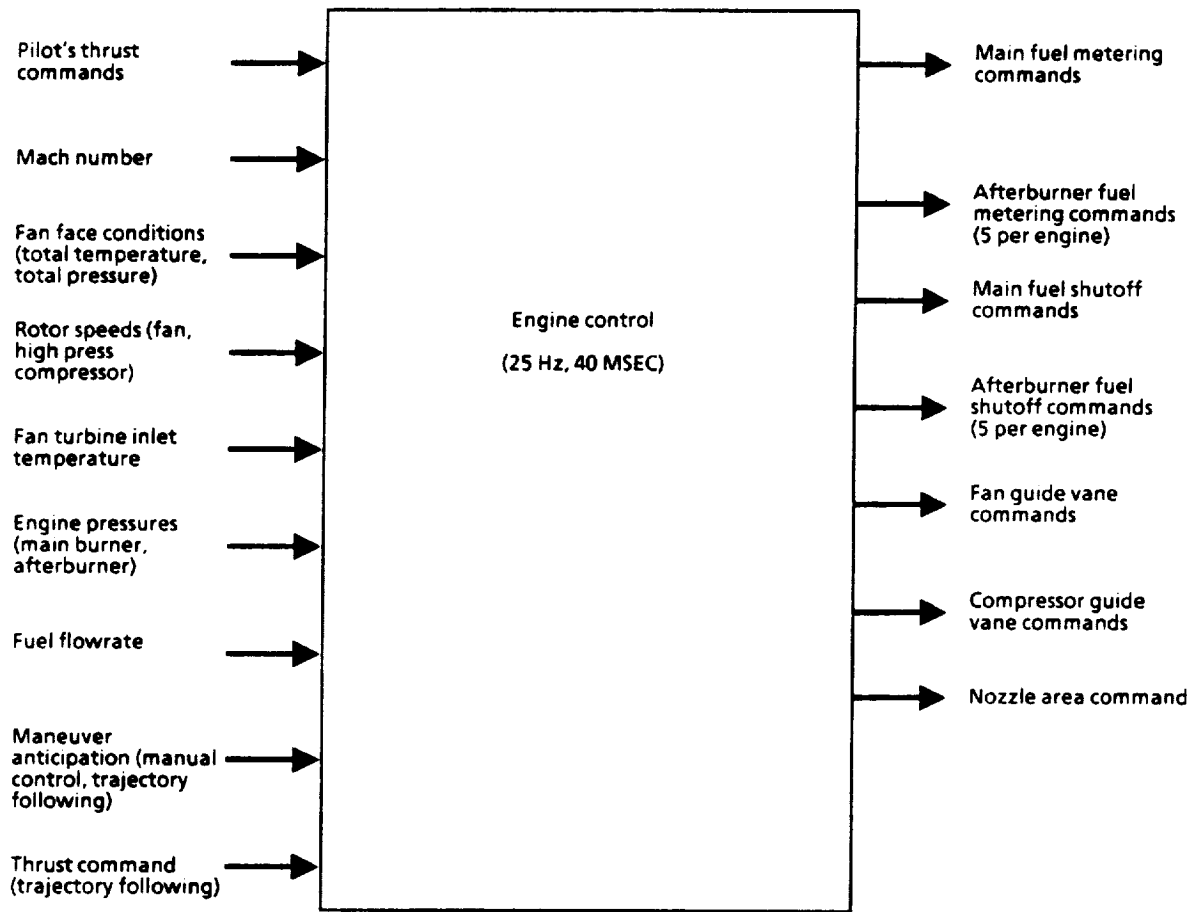 Pilot's thrust
commands
Mach number
Fan face conditions
(total temperature,
total pressure)
Rotor speeds (fan,
high press
compressor)
Fan turbine inlet
temperature
Engine pressures
(main burner,
afterburner)
Fuel flowrate
Maneuver
anticipation (manual
control, trajectory
following)
Thrust command
(trajectory following)
Engine control
(25 Hz, 40 MSEC)
Main fuel metering
commands
Afterburner fuel
metering commands
(5 per engine)
Main fuel shutoff
commands
Afterburner fuel
shutoff commands
(5 per engine)
Fan guide vane
commands
Compressor guide
vane commands
Nozzle area command